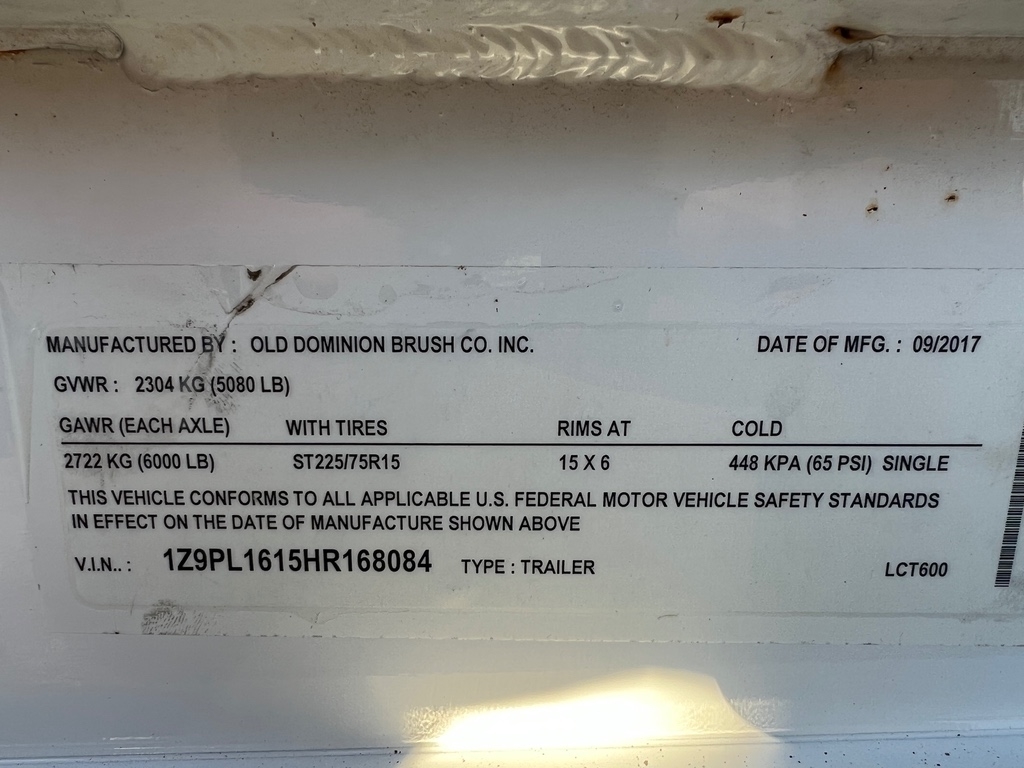 MANUFACTURED BY : OLD DOMINION BRUSH CO. INC. DATE OF MFG. : 09/2017
GVWR : 2304 KG (5080 LB)
GAWR (EACH AXLE) WITH TIRES RIMS AT COLD
2722 KG (6000 LB) ST225/75R15 15 X 6 448 KPA (65 PSI) SINGLE
THIS VEHICLE CONFORMS TO ALL APPLICABLE U.S. FEDERAL MOTOR VEHICLE SAFETY STANDARDS
IN EFFECT ON THE DATE OF MANUFACTURE SHOWN ABOVE
V.I.N.. : 1Z9PL1615HR168084 TYPE : TRAILER LCT600